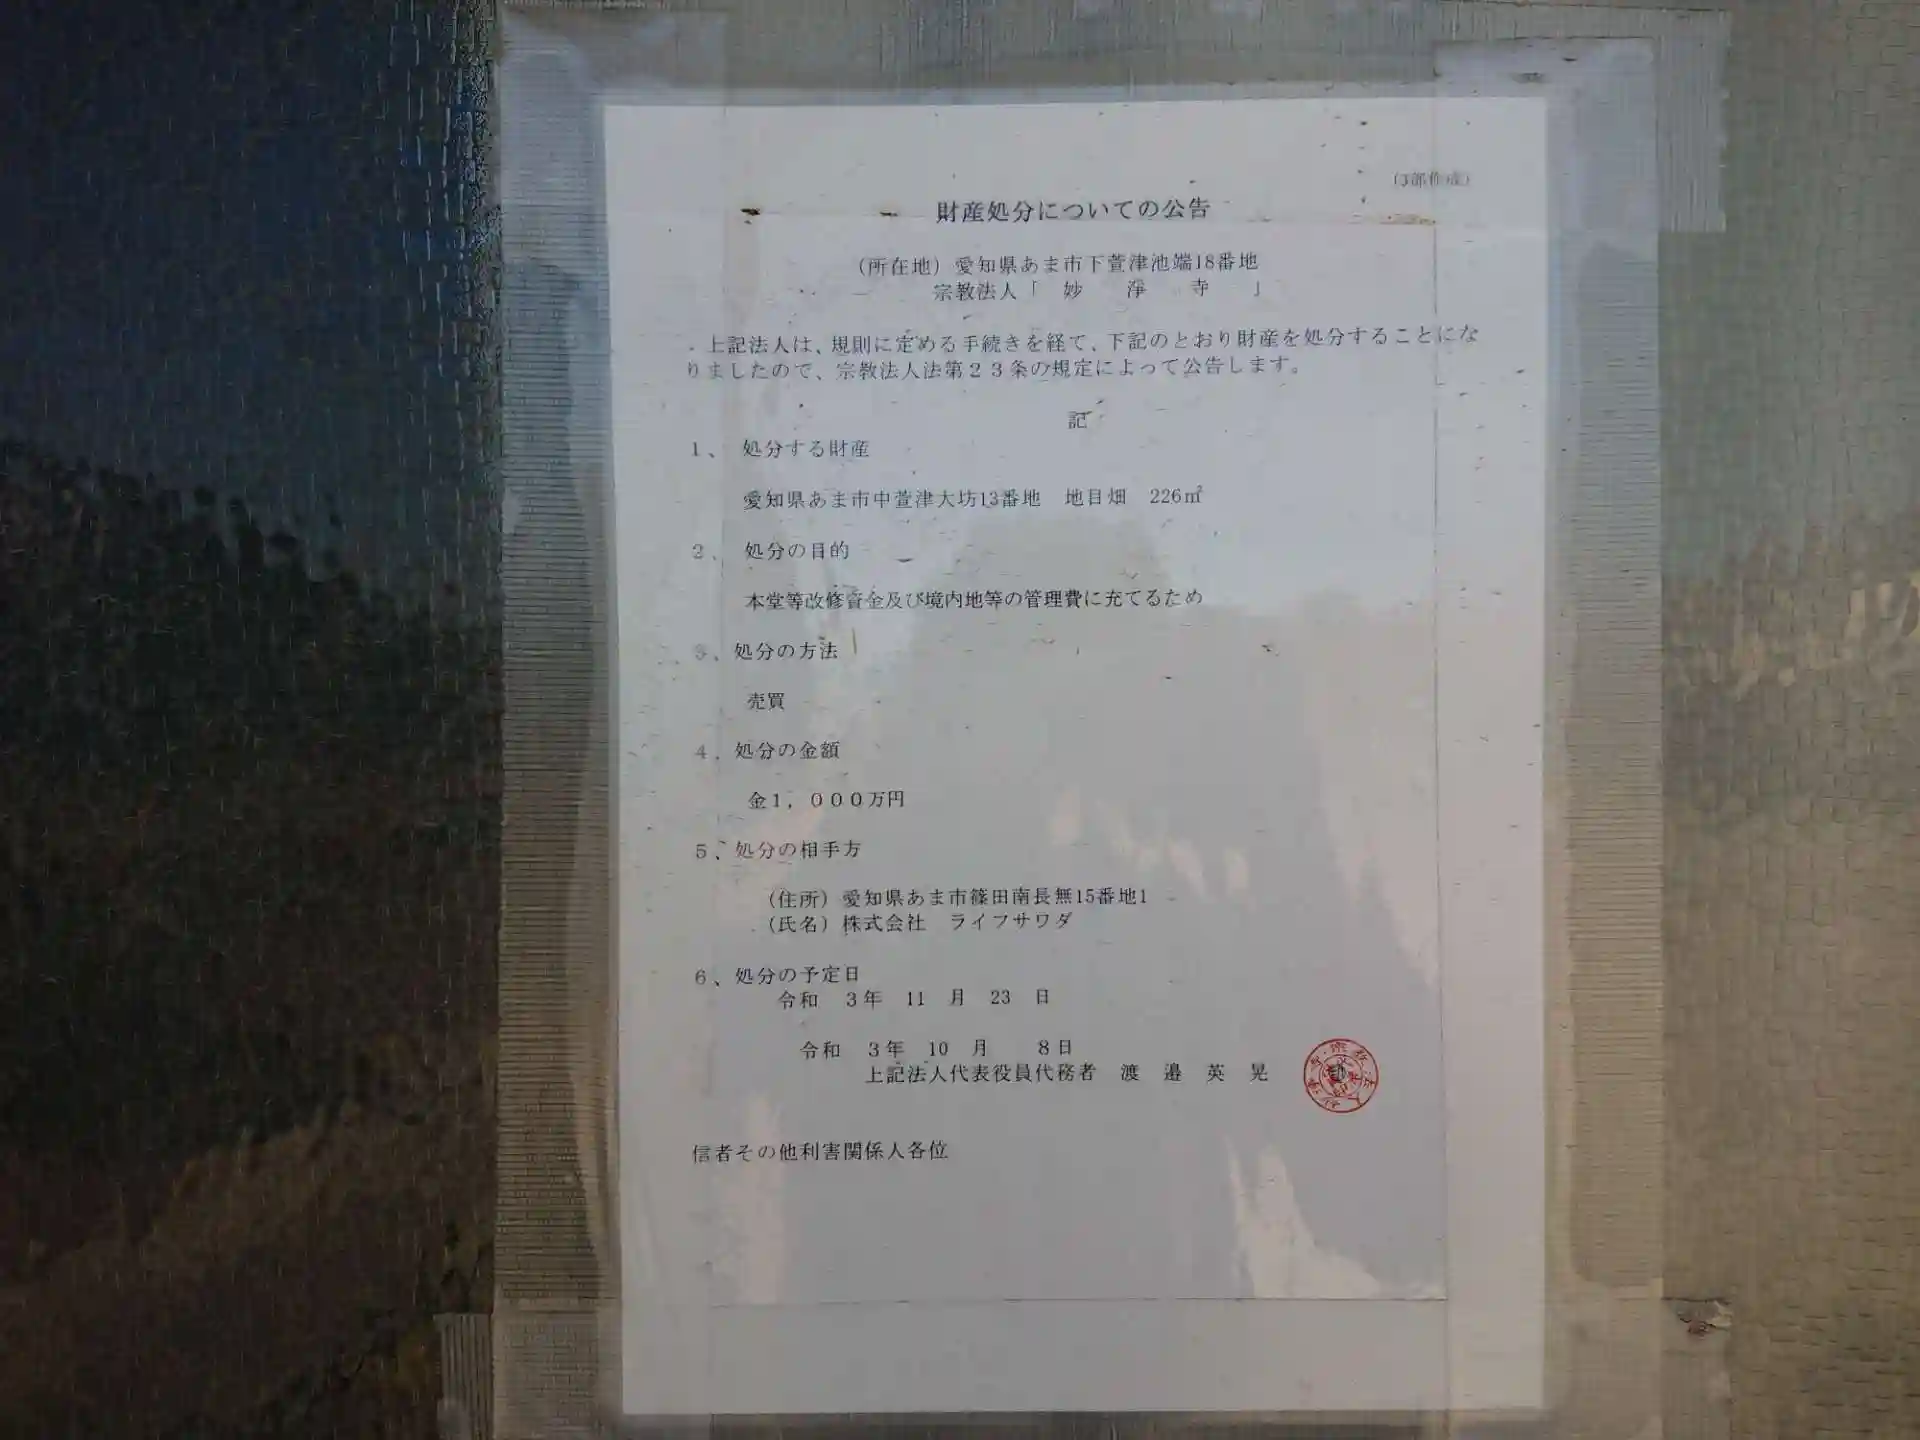 (3部作成)
財産処分についての公告
(所在地) 愛知県あま市下萱津池端18番地
宗教法人「 妙 淨 寺 」
上記法人は、規則に定める手続きを経て、下記のとおり財産を処分することにな
りましたので、宗教法人法第23条の規定によって公告します。
記
1、 処分する財産
愛知県あま市中萱津大坊13番地 地目畑 226㎡
2、 処分の目的
本堂等改修資金及び境内地等の管理費に充てるため
3、処分の方法
売買
4、処分の金額
金1,000万円
5、処分の相手方
(住所) 愛知県あま市篠田南長無15番地1
(氏名) 株式会社 ライフサワダ
6、処分の予定日
令和 3年 11 月 23 日
令和 3年 10 月 8日
上記法人代表役員代務者 渡 邉 英 晃
信者その他利害関係人各位